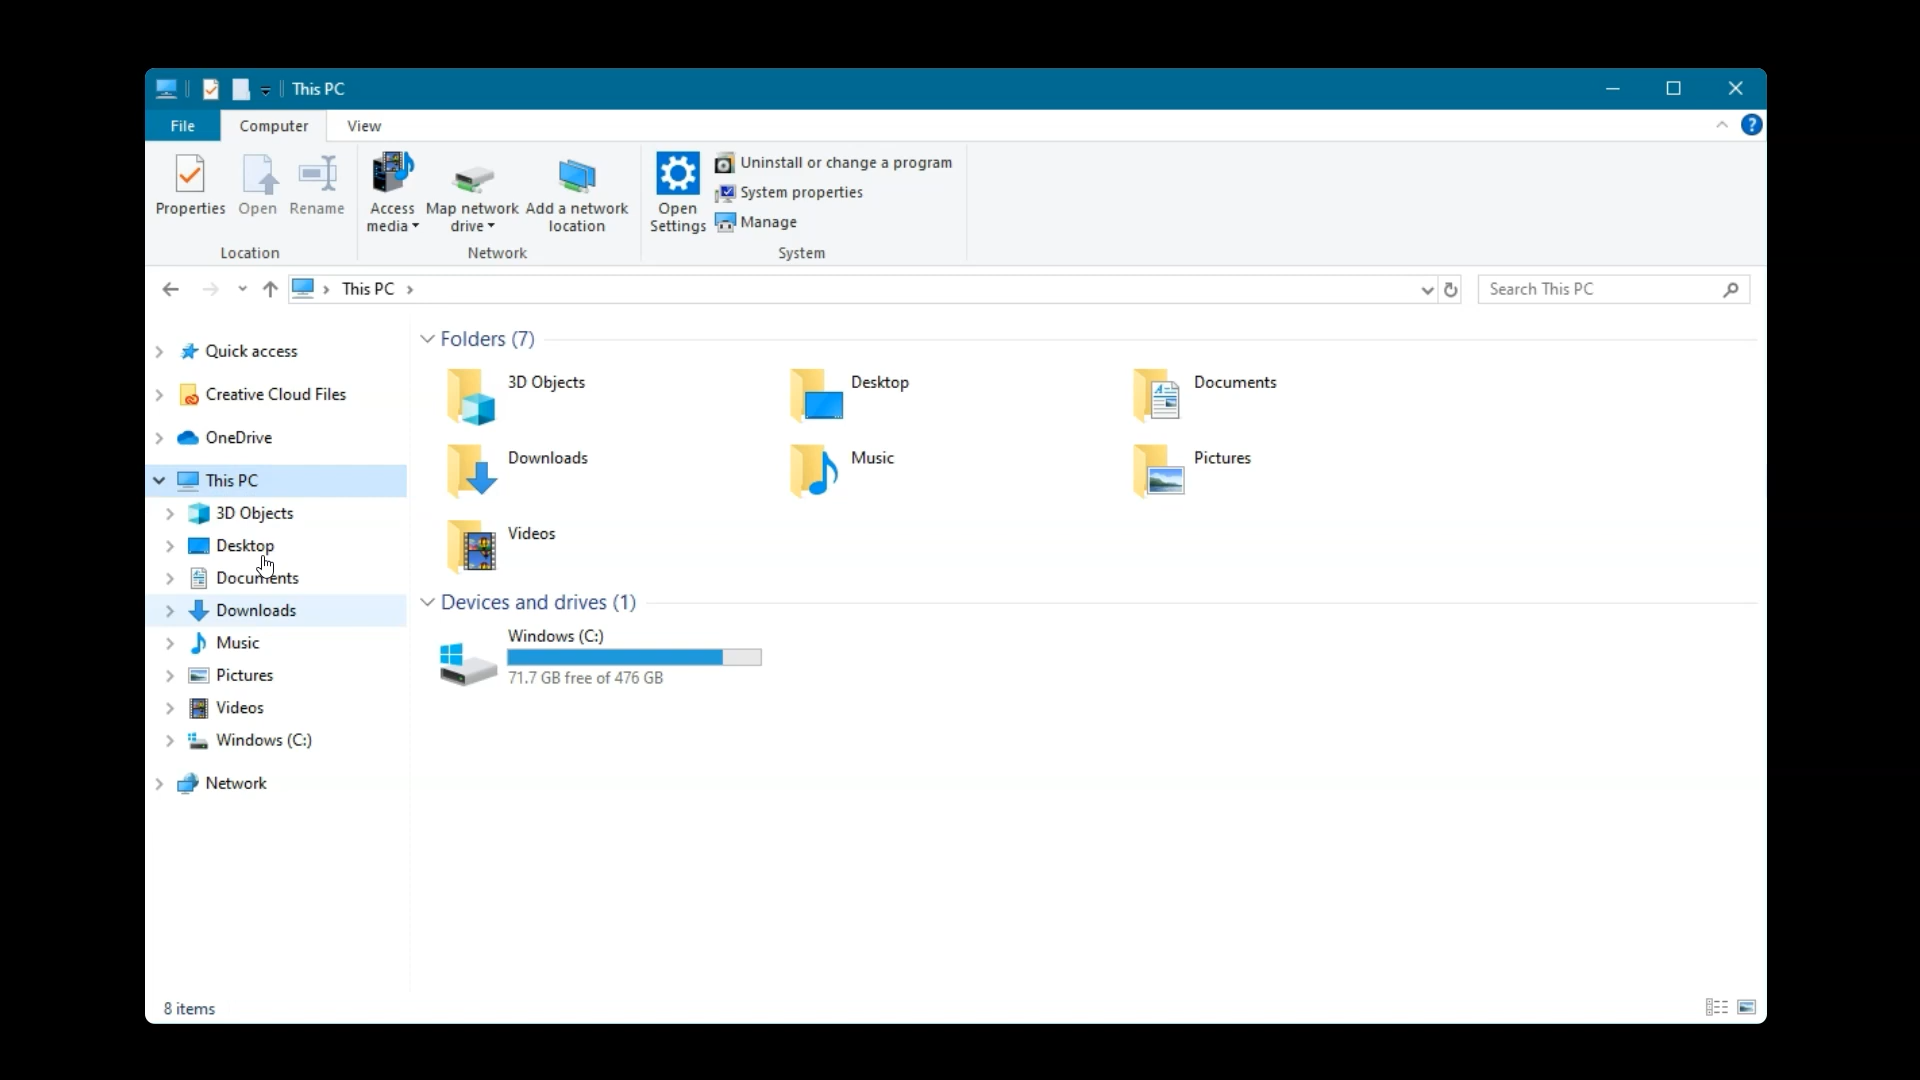 This PC
File Computer View
Properties Open Rename Access media Map network drive Add a network location Open Settings
Uninstall or change a program
System properties
Manage
Location Network System
This PC Search This PC
Quick access
Creative Cloud Files
OneDrive
This PC
3D Objects
Desktop
Documents
Downloads
Music
Pictures
Videos
Windows (C:)
Network
Folders (7)
3D Objects Desktop Documents
Downloads Music Pictures
Videos
Devices and drives (1)
Windows (C:)
71.7 GB free of 476 GB
8 items